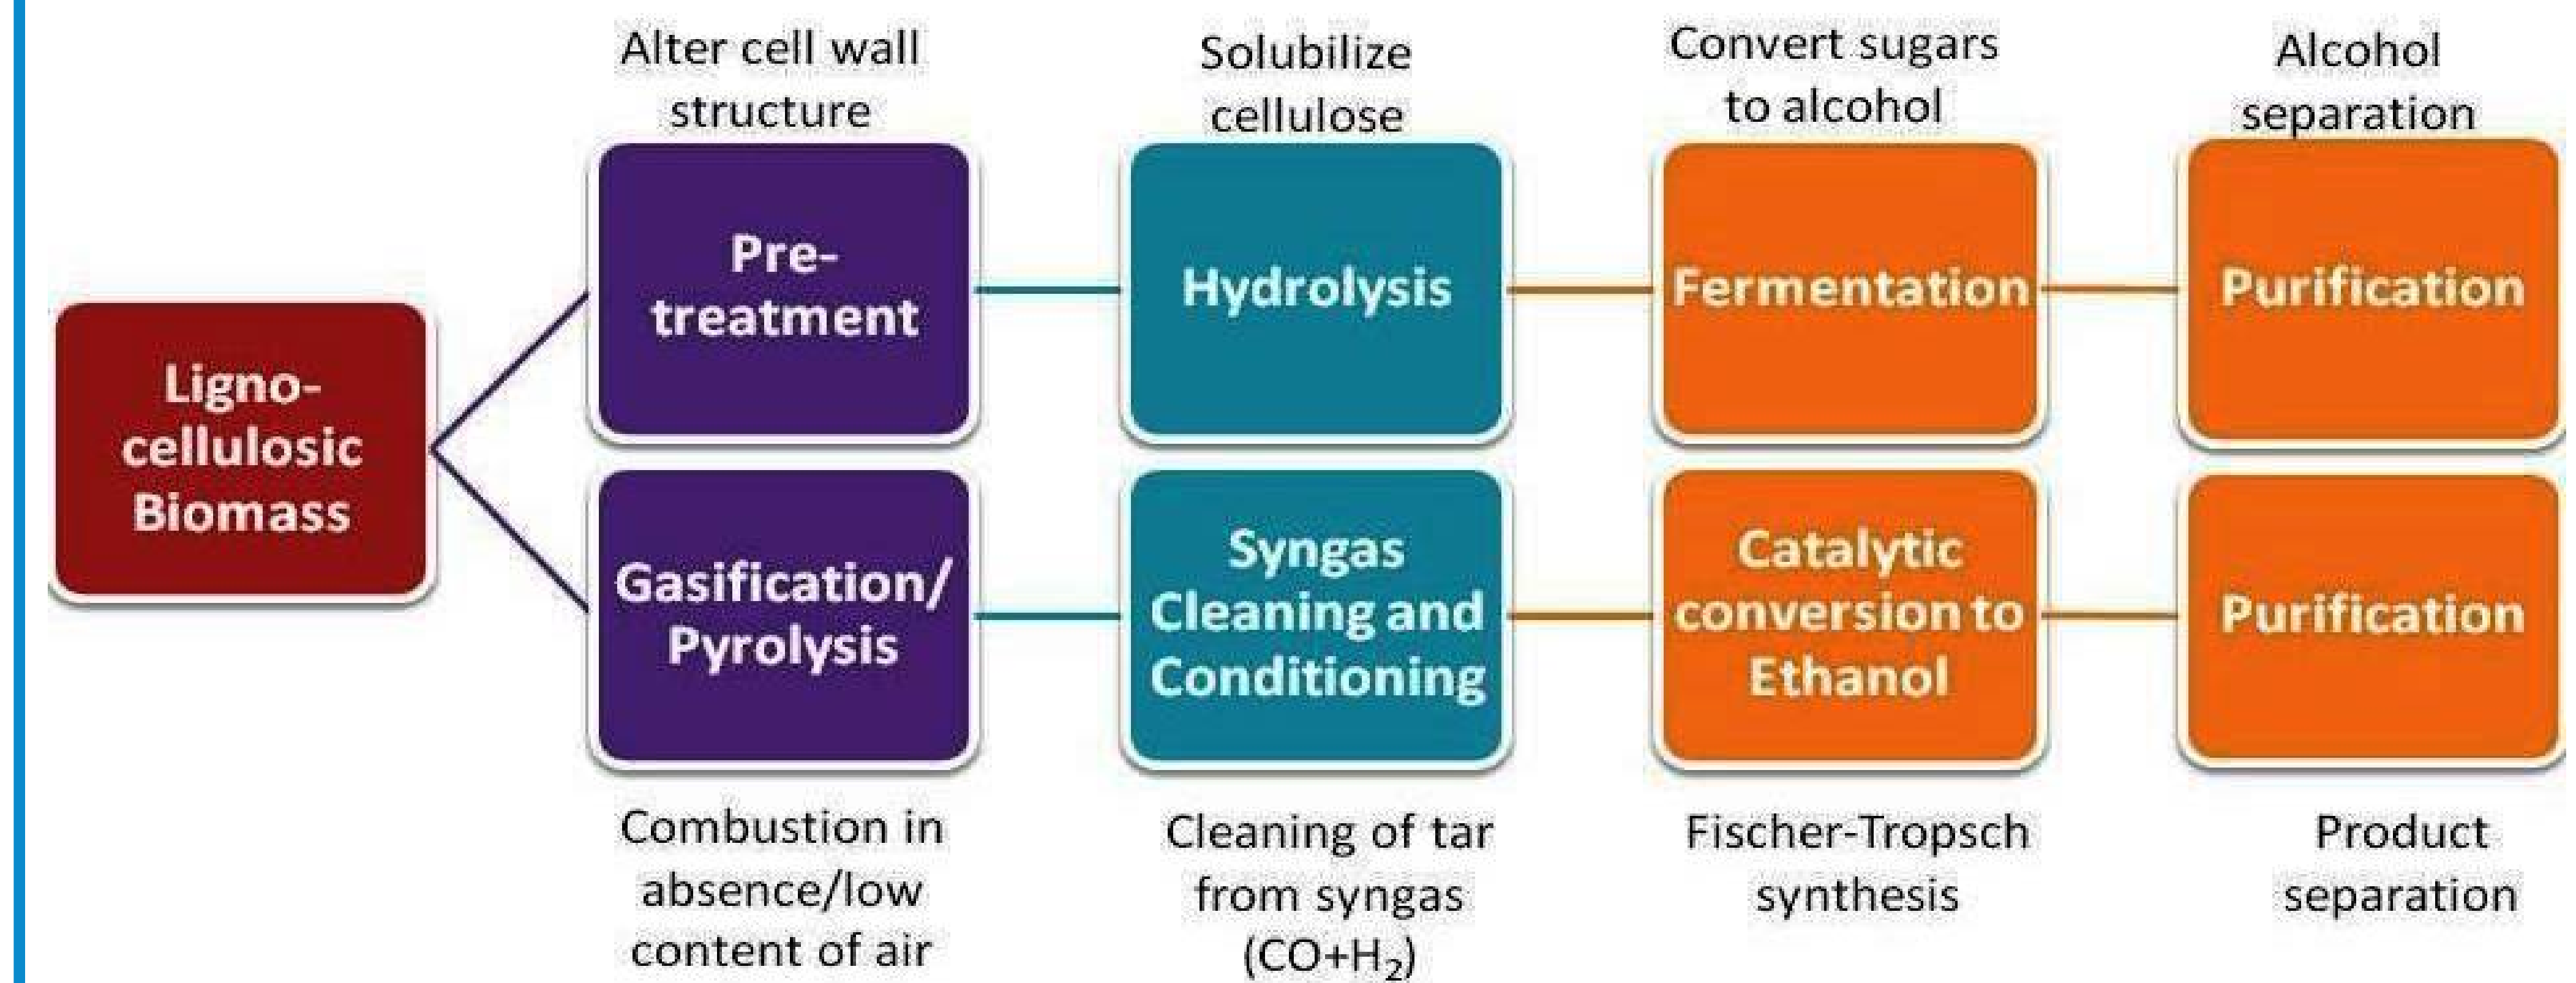 Alter cell wall
structure
Solubilize
cellulose
Convert sugars
to alcohol
Alcohol
separation
Pre-
treatment
Hydrolysis
Fermentation
Purification
Ligno-
cellulosic
Biomass
Gasification/
Pyrolysis
Syngas
Cleaning and
Conditioning
Catalytic
conversion to
Ethanol
Purification
Combustion in
absence/low
content of air
Cleaning of tar
from syngas
(CO+H₂)
Fischer-Tropsch
synthesis
Product
separation